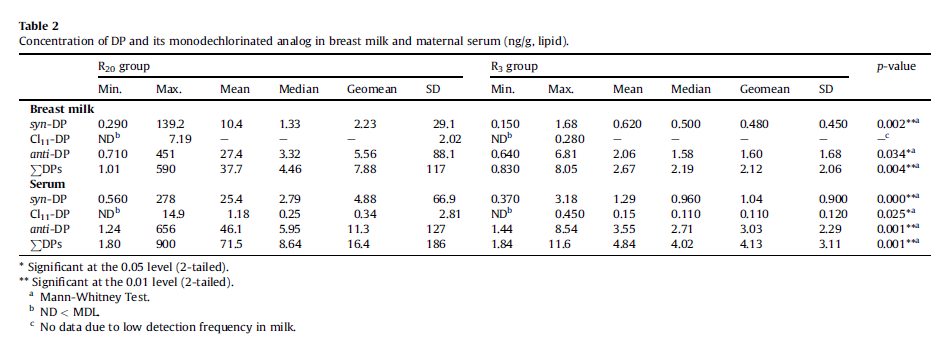 Table 2
Concentration of DP and its monodechlorinated analog in breast milk and maternal serum (ng/g, lipid).
R20 group R3 group p-value
Min. Max. Mean Median Geomean SD Min. Max. Mean Median Geomean SD
Breast milk
syn-DP 0.290 139.2 10.4 1.33 2.23 29.1 0.150 1.68 0.620 0.500 0.480 0.450 0.002**a
Cl11-DP NDb 7.19 – – – 2.02 NDb 0.280 – – – –c
anti-DP 0.710 451 27.4 3.32 5.56 88.1 0.640 6.81 2.06 1.58 1.60 1.68 0.034*a
∑DPs 1.01 590 37.7 4.46 7.88 117 0.830 8.05 2.67 2.19 2.12 2.06 0.004**a
Serum
syn-DP 0.560 278 25.4 2.79 4.88 66.9 0.370 3.18 1.29 0.960 1.04 0.900 0.000**a
Cl11-DP NDb 14.9 1.18 0.25 0.34 2.81 NDb 0.450 0.15 0.110 0.110 0.120 0.025*a
anti-DP 1.24 656 46.1 5.95 11.3 127 1.44 8.54 3.55 2.71 3.03 2.29 0.001**a
∑DPs 1.80 900 71.5 8.64 16.4 186 1.84 11.6 4.84 4.02 4.13 3.11 0.001**a
* Significant at the 0.05 level (2-tailed).
** Significant at the 0.01 level (2-tailed).
a Mann-Whitney Test.
b ND < MDL.
c No data due to low detection frequency in milk.